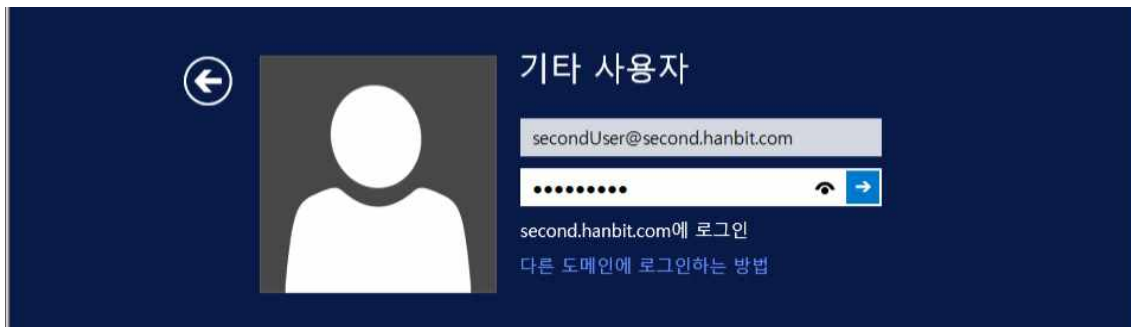 기타 사용자
secondUser@second.hanbit.com
•••••••••
second.hanbit.com에 로그인
다른 도메인에 로그인하는 방법